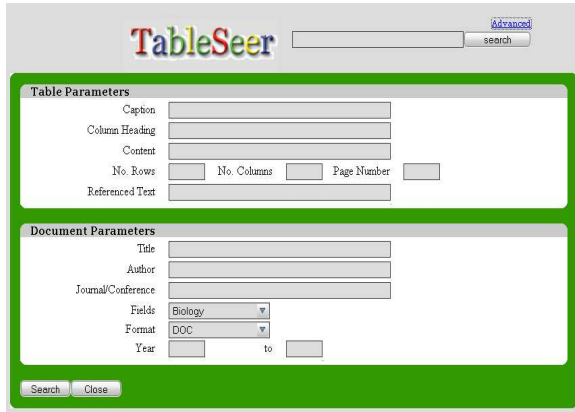 Advanced
TableSeer search
Table Parameters
Caption
Column Heading
Content
No. Rows No. Columns Page Number
Referenced Text
Document Parameters
Title
Author
Journal/Conference
Fields Biology
Format DOC
Year to
Search Close